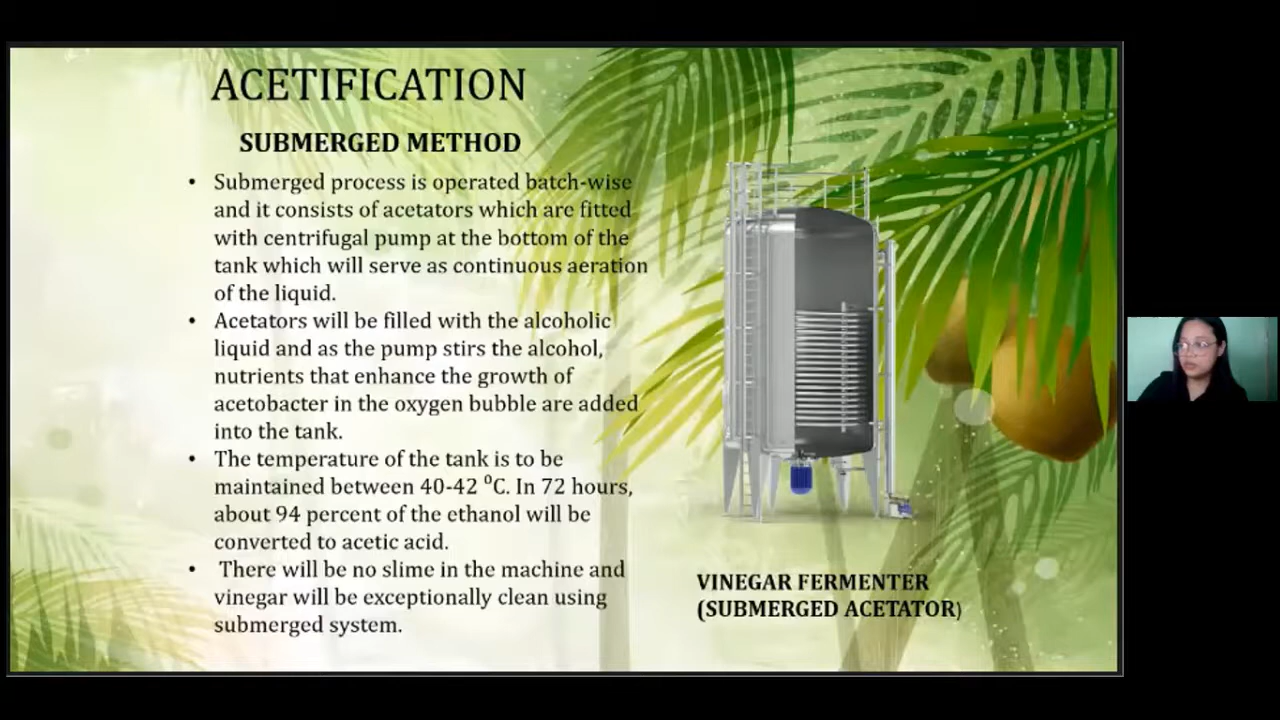 ACETIFICATION
SUBMERGED METHOD
• Submerged process is operated batch-wise
and it consists of acetators which are fitted
with centrifugal pump at the bottom of the
tank which will serve as continuous aeration
of the liquid.
• Acetators will be filled with the alcoholic
liquid and as the pump stirs the alcohol,
nutrients that enhance the growth of
acetobacter in the oxygen bubble are added
into the tank.
• The temperature of the tank is to be
maintained between 40-42 ⁰C. In 72 hours,
about 94 percent of the ethanol will be
converted to acetic acid.
• There will be no slime in the machine and
vinegar will be exceptionally clean using
submerged system.
VINEGAR FERMENTER
(SUBMERGED ACETATOR)